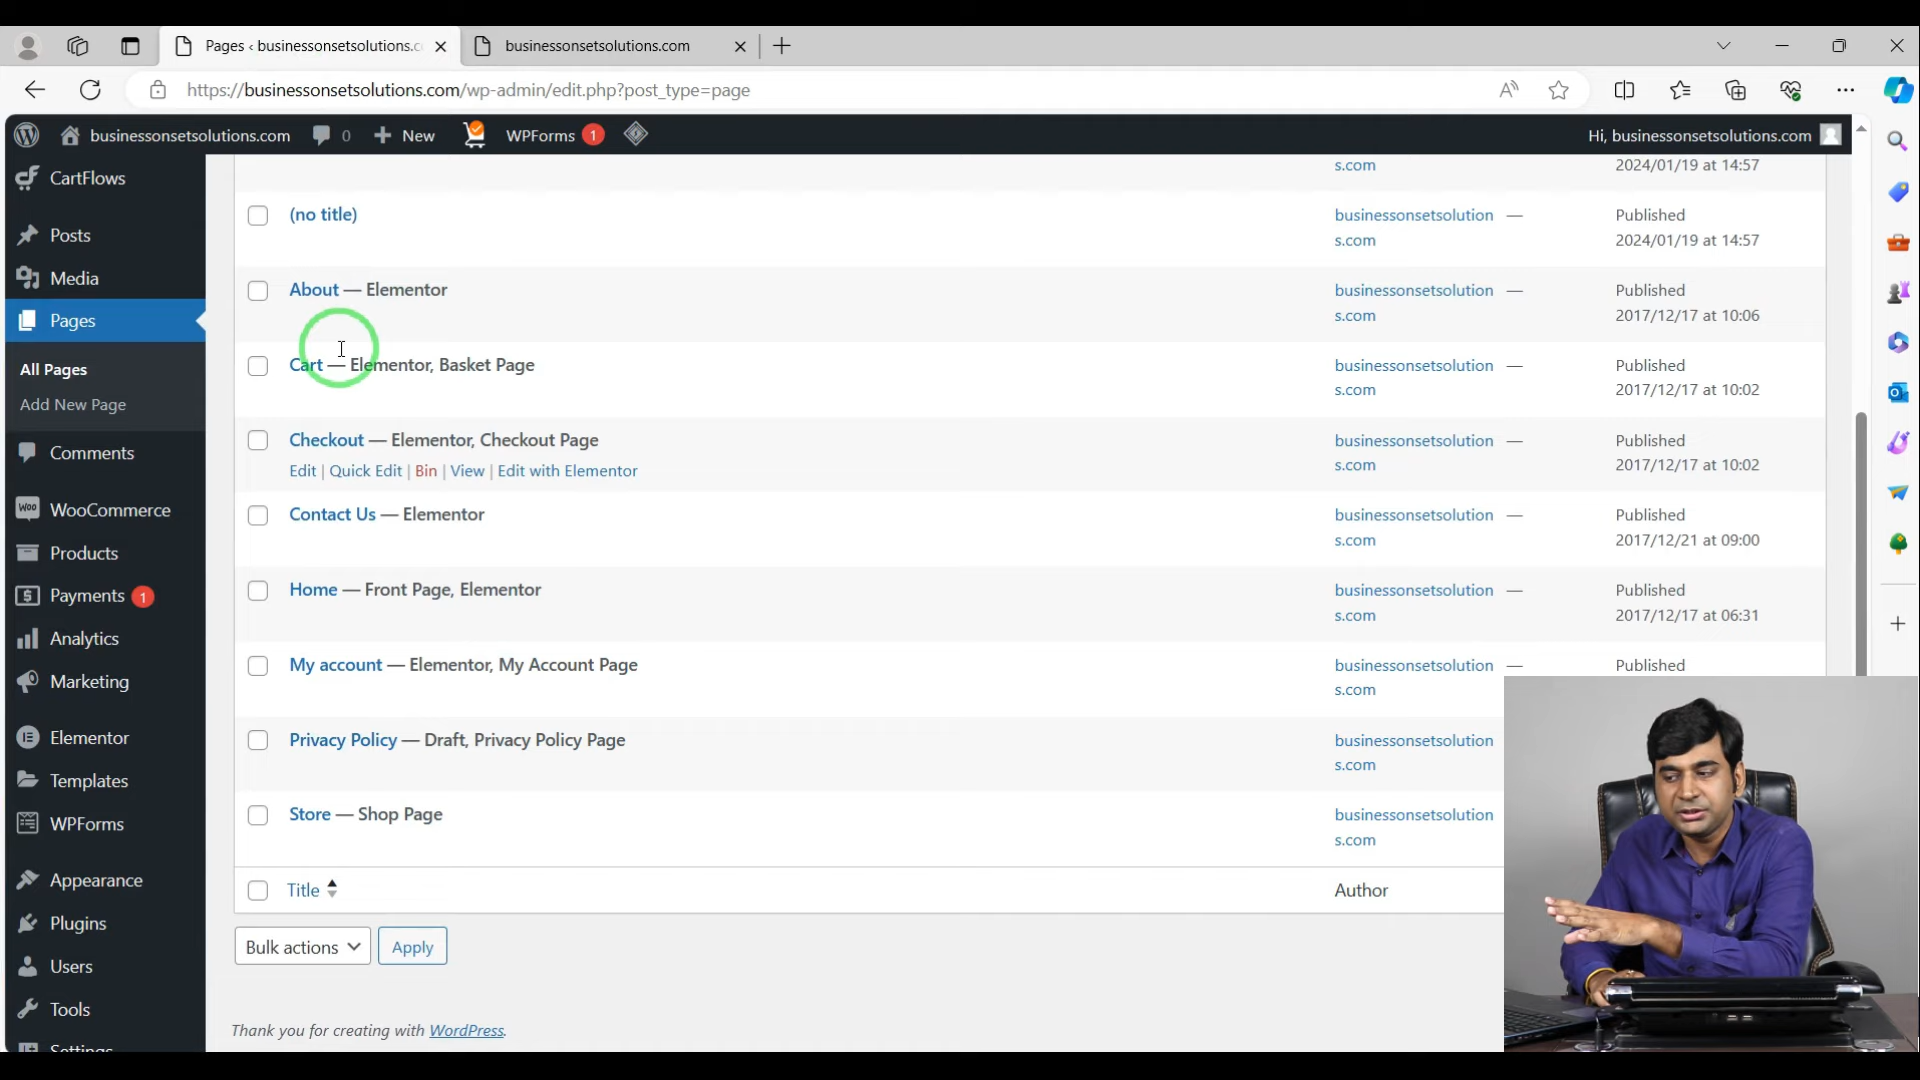 Pages ‹ businessonsetsolutions.c
businessonsetsolutions.com
https://businessonsetsolutions.com/wp-admin/edit.php?post_type=page
businessonsetsolutions.com
0
New
WPForms 1
Hi, businessonsetsolutions.com
CartFlows
Posts
Media
Pages
All Pages
Add New Page
Comments
WooCommerce
Products
Payments 1
Analytics
Marketing
Elementor
Templates
WPForms
Appearance
Plugins
Users
Tools
Settings
s.com
2024/01/19 at 14:57
(no title)
businessonsetsolution
s.com
—
Published
2024/01/19 at 14:57
About — Elementor
businessonsetsolution
s.com
—
Published
2017/12/17 at 10:06
Cart — Elementor, Basket Page
businessonsetsolution
s.com
—
Published
2017/12/17 at 10:02
Checkout — Elementor, Checkout Page
Edit | Quick Edit | Bin | View | Edit with Elementor
businessonsetsolution
s.com
—
Published
2017/12/17 at 10:02
Contact Us — Elementor
businessonsetsolution
s.com
—
Published
2017/12/21 at 09:00
Home — Front Page, Elementor
businessonsetsolution
s.com
—
Published
2017/12/17 at 06:31
My account — Elementor, My Account Page
businessonsetsolution
s.com
—
Published
Privacy Policy — Draft, Privacy Policy Page
businessonsetsolution
s.com
Store — Shop Page
businessonsetsolution
s.com
Title
Author
Bulk actions
Apply
Thank you for creating with WordPress.